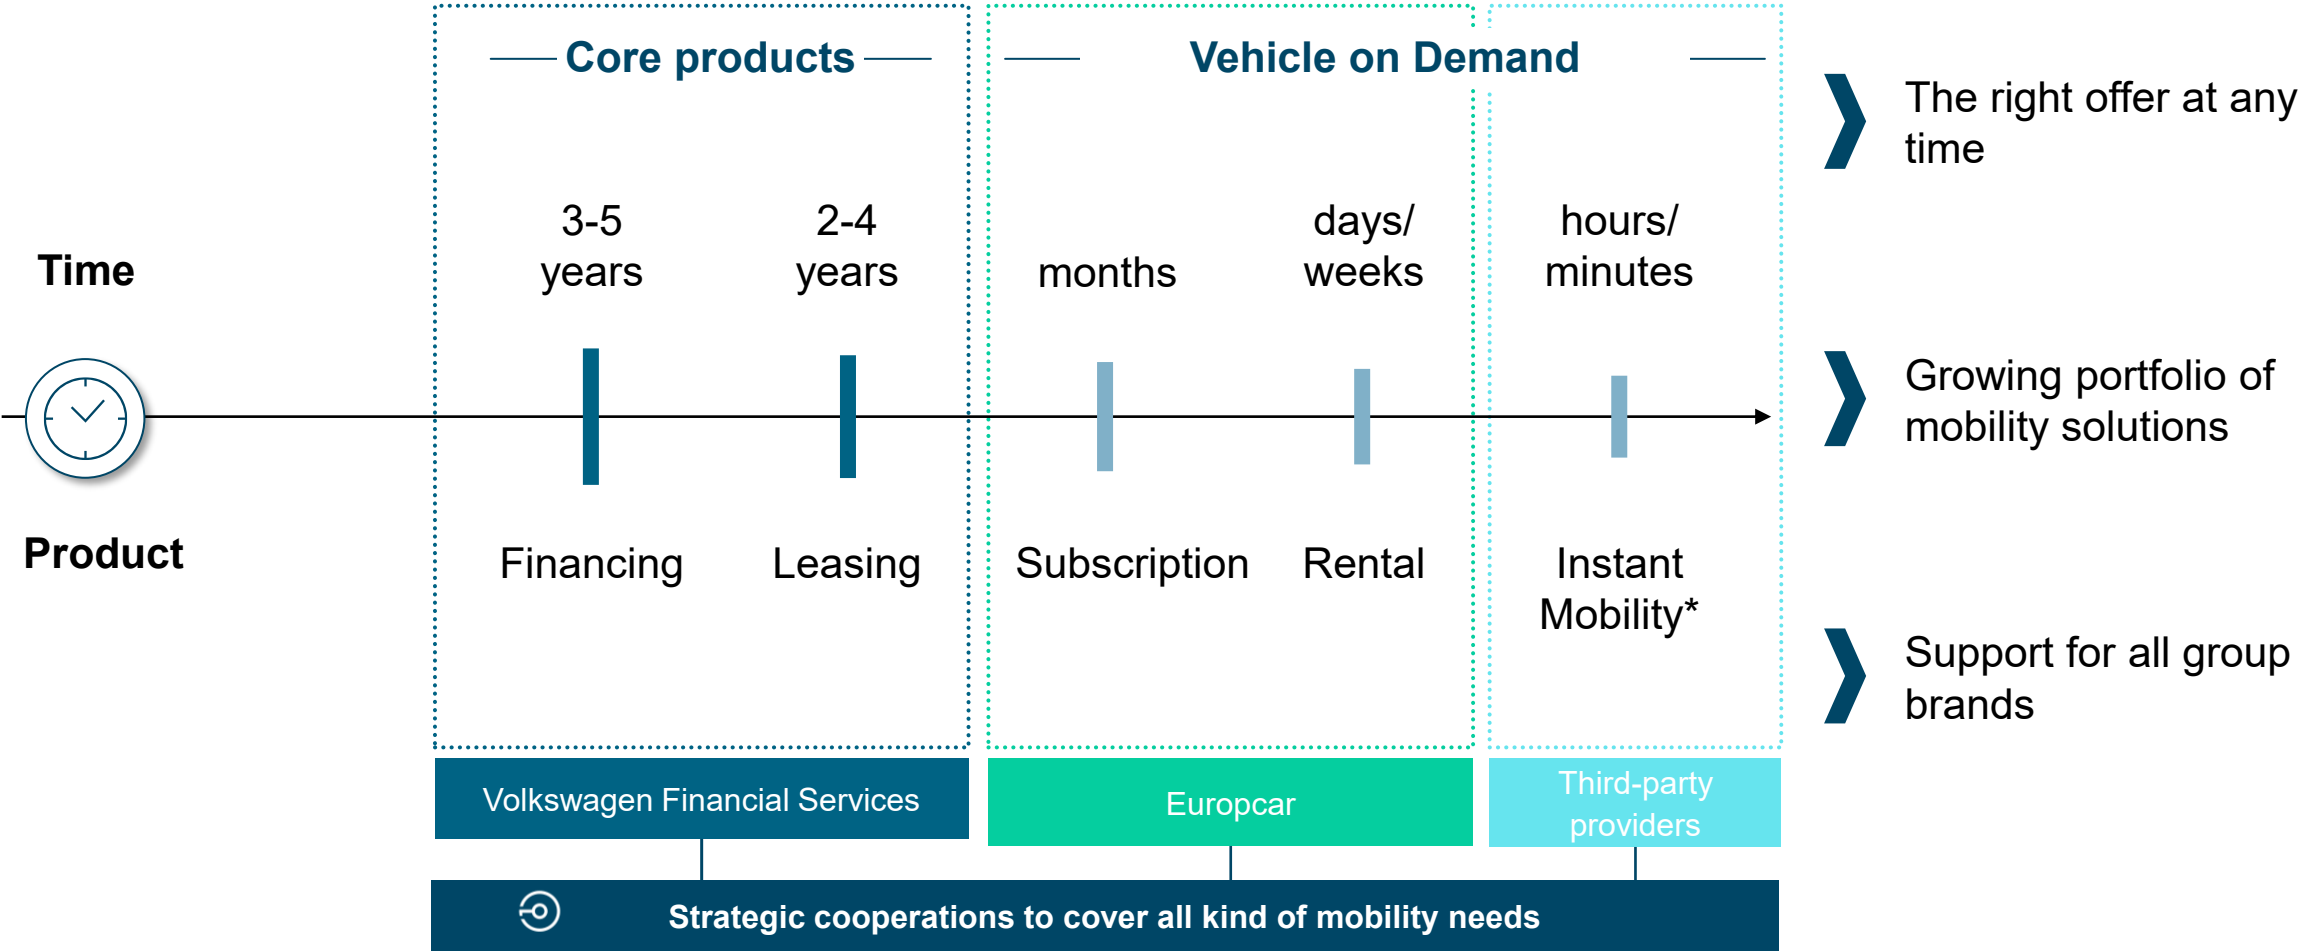 Core products
Vehicle on Demand
The right offer at any
time
Time
3-5
years
2-4
years
months
days/
weeks
hours/
minutes
Growing portfolio of
mobility solutions
Product
Financing
Leasing
Subscription
Rental
Instant
Mobility*
Support for all group
brands
Volkswagen Financial Services
Europcar
Third-party
providers
Strategic cooperations to cover all kind of mobility needs